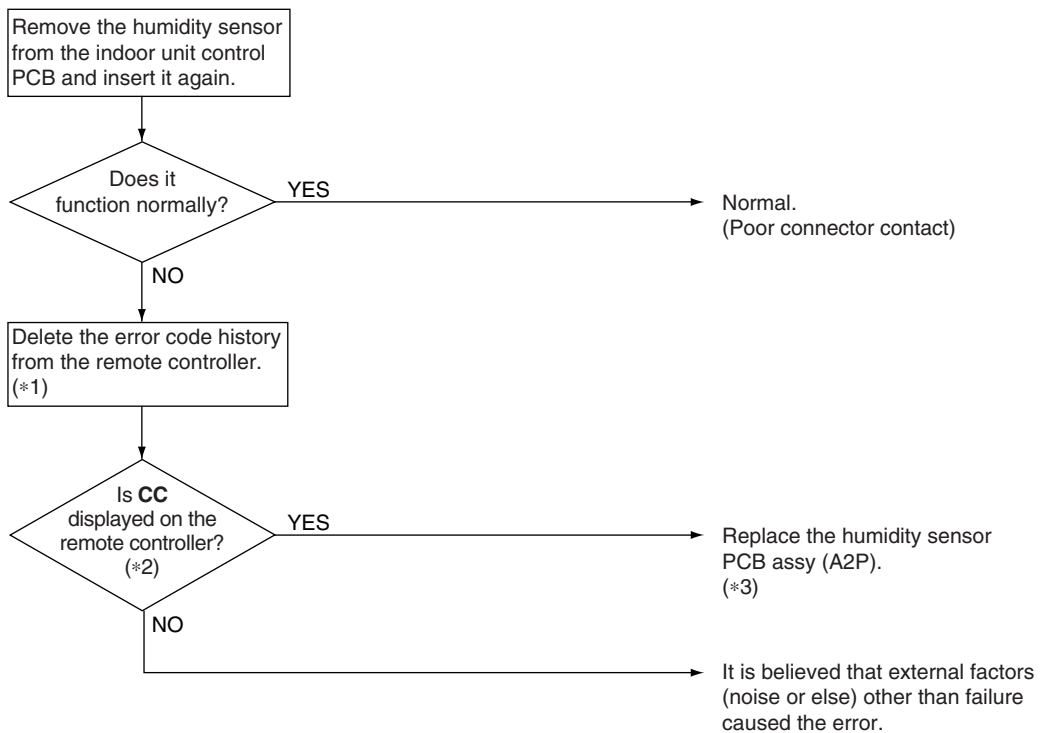 Remove the humidity sensor
from the indoor unit control
PCB and insert it again.
Does it
function normally?
YES
Normal.
(Poor connector contact)
NO
Delete the error code history
from the remote controller.
(*1)
Is CC
displayed on the
remote controller?
(*2)
YES
Replace the humidity sensor
PCB assy (A2P).
(*3)
NO
It is believed that external factors
(noise or else) other than failure
caused the error.